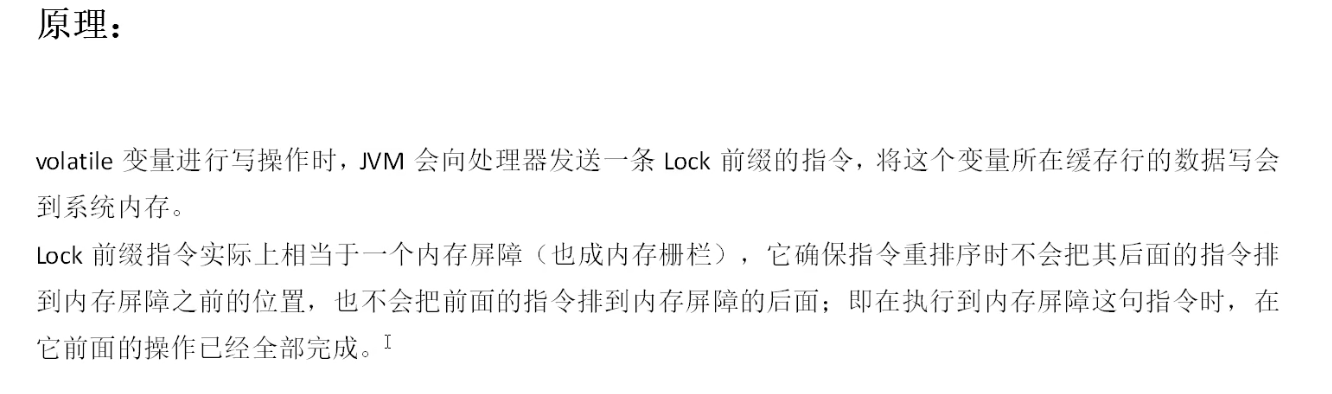 原理：
volatile 变量进行写操作时，JVM 会向处理器发送一条 Lock 前缀的指令，将这个变量所在缓存行的数据写会
到系统内存。
Lock 前缀指令实际上相当于一个内存屏障（也成内存栅栏），它确保指令重排序时不会把其后面的指令排
到内存屏障之前的位置，也不会把前面的指令排到内存屏障的后面；即在执行到内存屏障这句指令时，在
它前面的操作已经全部完成。